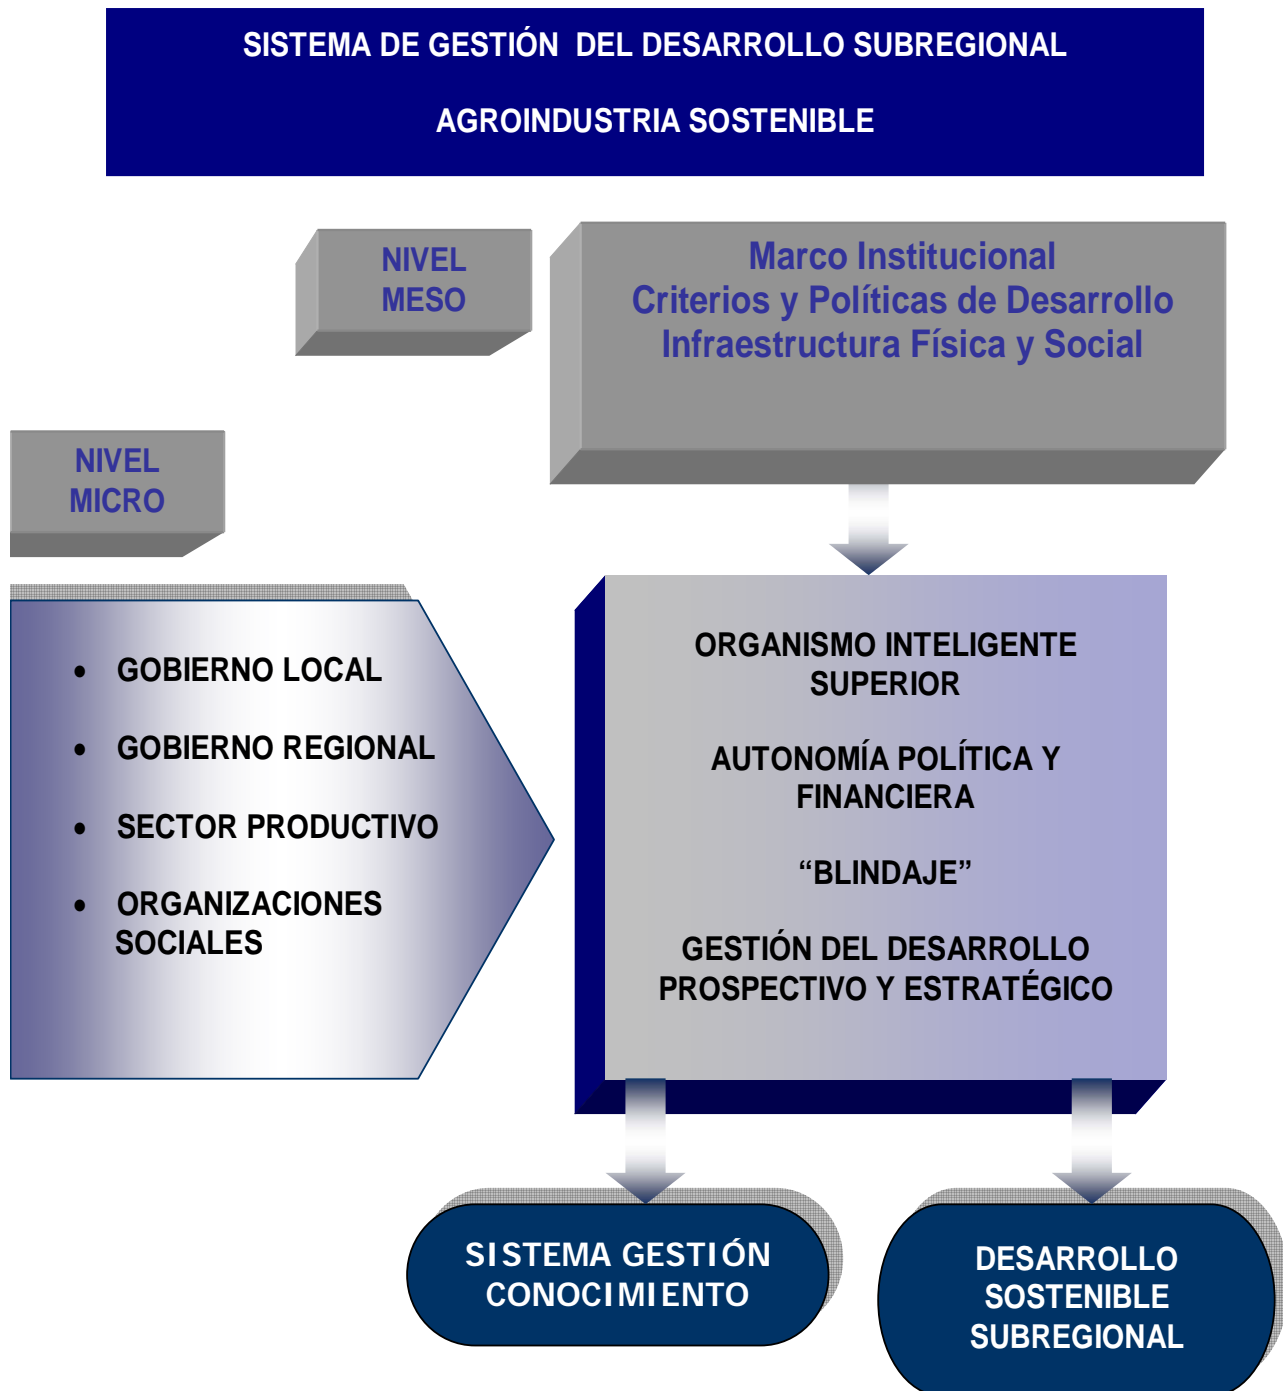 SISTEMA DE GESTIÓN DEL DESARROLLO SUBREGIONAL
AGROINDUSTRIA SOSTENIBLE
NIVEL
MESO
Marco Institucional
Criterios y Políticas de Desarrollo
Infraestructura Física y Social
NIVEL
MICRO
• GOBIERNO LOCAL
• GOBIERNO REGIONAL
• SECTOR PRODUCTIVO
• ORGANIZACIONES
SOCIALES
ORGANISMO INTELIGENTE
SUPERIOR
AUTONOMÍA POLÍTICA Y
FINANCIERA
“BLINDAJE”
GESTIÓN DEL DESARROLLO
PROSPECTIVO Y ESTRATÉGICO
SISTEMA GESTIÓN
CONOCIMIENTO
DESARROLLO
SOSTENIBLE
SUBREGIONAL